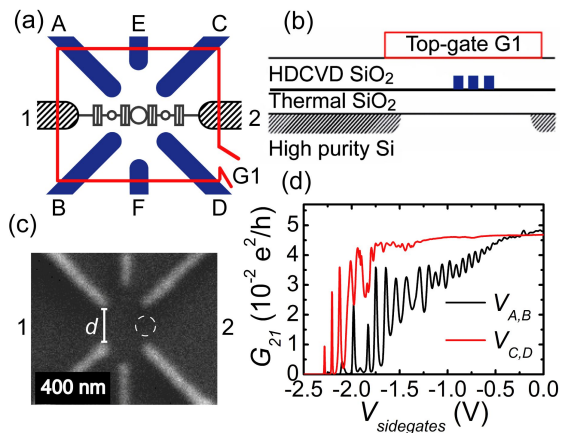 (a)
A E C
1 2
G1
B F D
(b)
Top-gate G1
HDCVD SiO2
Thermal SiO2
High purity Si
(c)
1 d 2
400 nm
(d)
G21 (10-2 e2/h)
5
4
3
2
1
0
VA,B
VC,D
-2.5 -2.0 -1.5 -1.0 -0.5 0.0
Vsidegates (V)